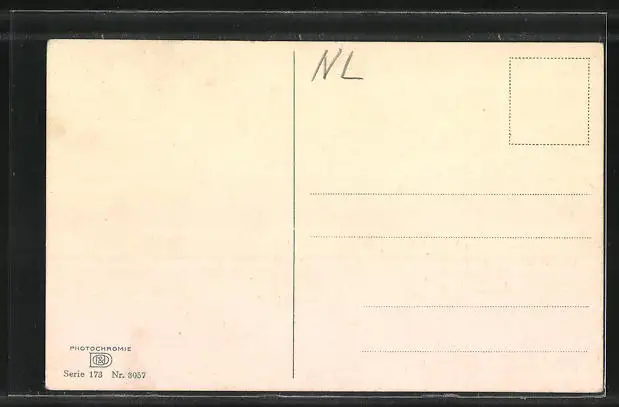 NL
PHOTOCHROMIE
Serie 173 Nr. 3057